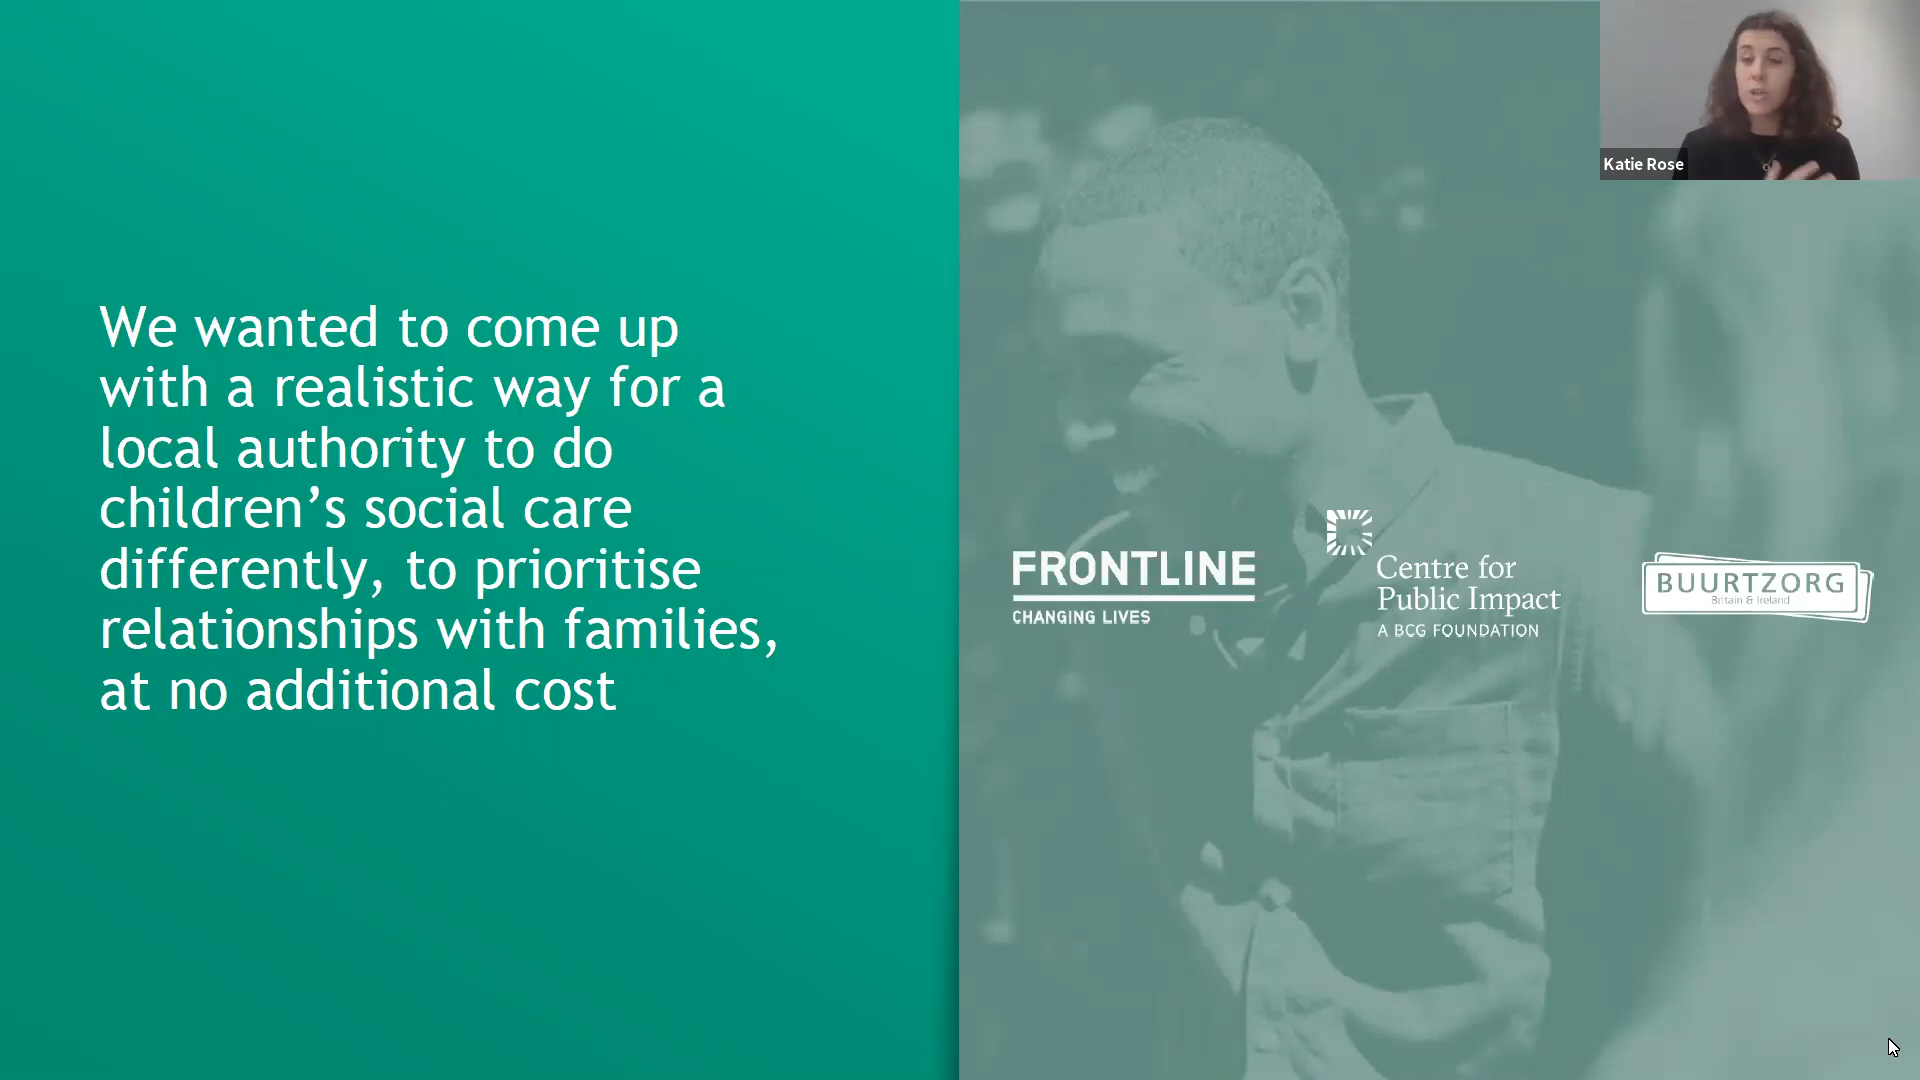 We wanted to come up
with a realistic way for a
local authority to do
children’s social care
differently, to prioritise
relationships with families,
at no additional cost
FRONTLINE
CHANGING LIVES
Centre for
Public Impact
A BCG FOUNDATION
BUURTZORG
Britain & Ireland
Katie Rose